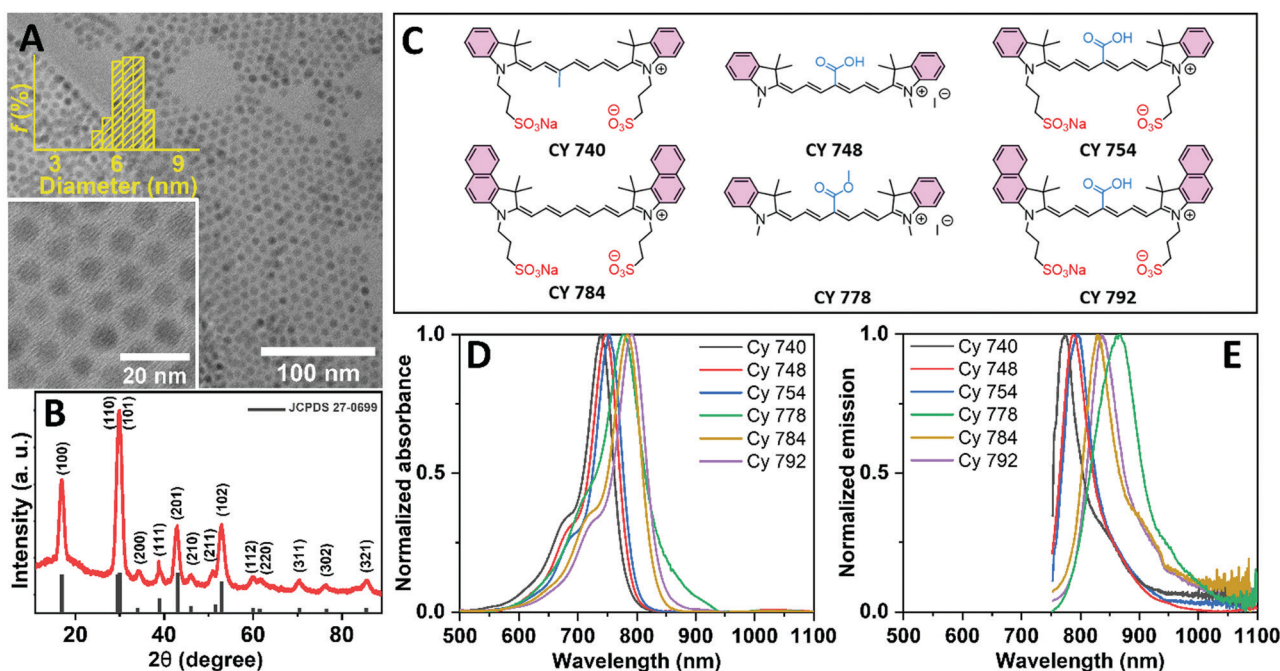 A
f (%)
3 6 9
Diameter (nm)
20 nm
100 nm
B
JCPDS 27-0699
Intensity (a. u.)
(100)
(110)
(101)
(200)
(111)
(201)
(210)
(211)
(102)
(112)
(220)
(311)
(302)
(321)
20 40 60 80
2θ (degree)
C
N
SO3Na
⊖
O3S
N
⊕
CY 740
O OH
N
N
⊕
I⊖
CY 748
O OH
N
SO3Na
⊖
O3S
N
⊕
CY 754
N
SO3Na
⊖
O3S
N
⊕
CY 784
O O
N
N
⊕
I⊖
CY 778
O OH
N
SO3Na
⊖
O3S
N
⊕
CY 792
D
Normalized absorbance
1.0
0.5
0.0
Cy 740
Cy 748
Cy 754
Cy 778
Cy 784
Cy 792
500 600 700 800 900 1000 1100
Wavelength (nm)
E
Normalized emission
1.0
0.5
0.0
Cy 740
Cy 748
Cy 754
Cy 778
Cy 784
Cy 792
500 600 700 800 900 1000 1100
Wavelength (nm)